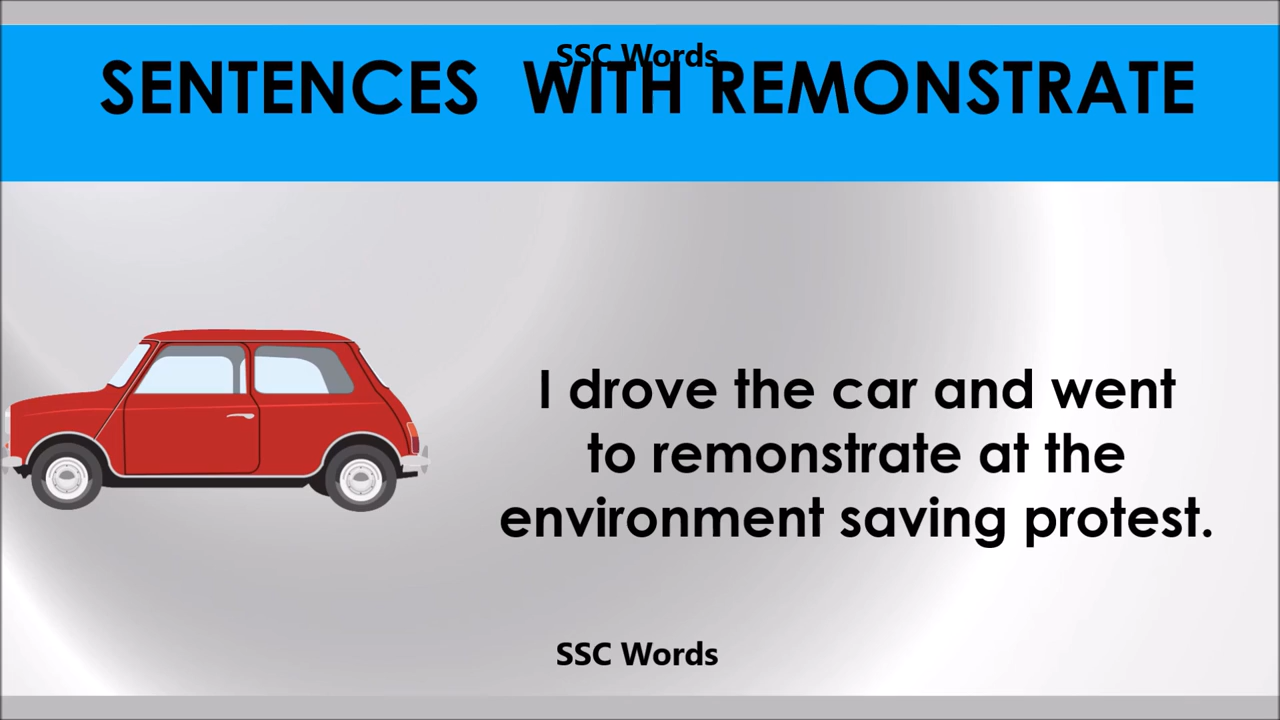 SSC Words
SENTENCES WITH REMONSTRATE
I drove the car and went
to remonstrate at the
environment saving protest.
SSC Words